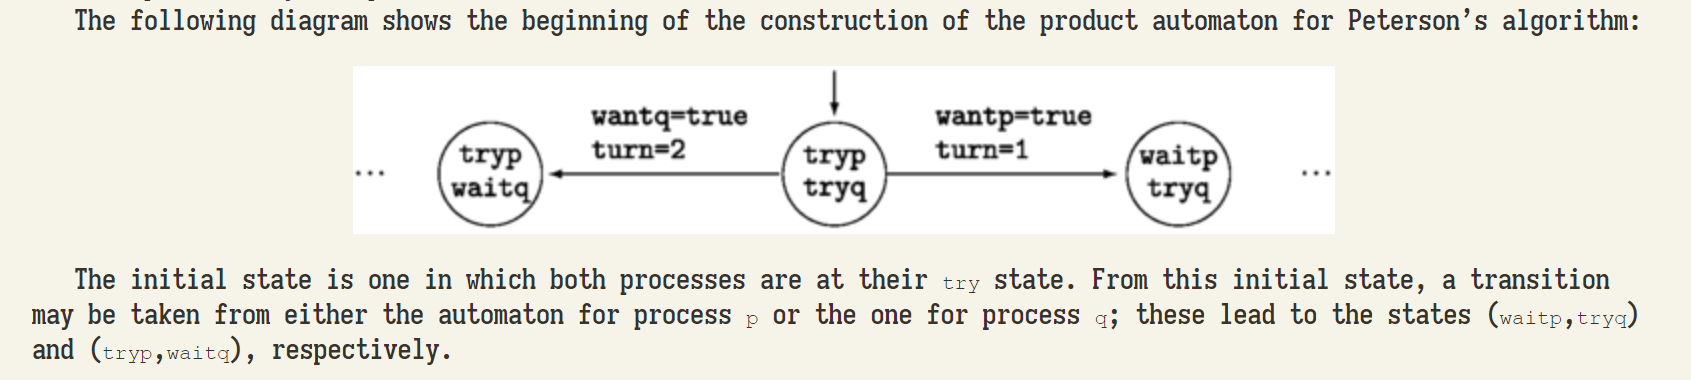 The following diagram shows the beginning of the construction of the product automaton for Peterson's algorithm:
wantq=true
turn=2
wantp=true
turn=1
...
tryp
waitq
tryp
tryq
waitp
tryq
...
The initial state is one in which both processes are at their try state. From this initial state, a transition
may be taken from either the automaton for process p or the one for process q; these lead to the states (waitp,tryq)
and (tryp,waitq), respectively.